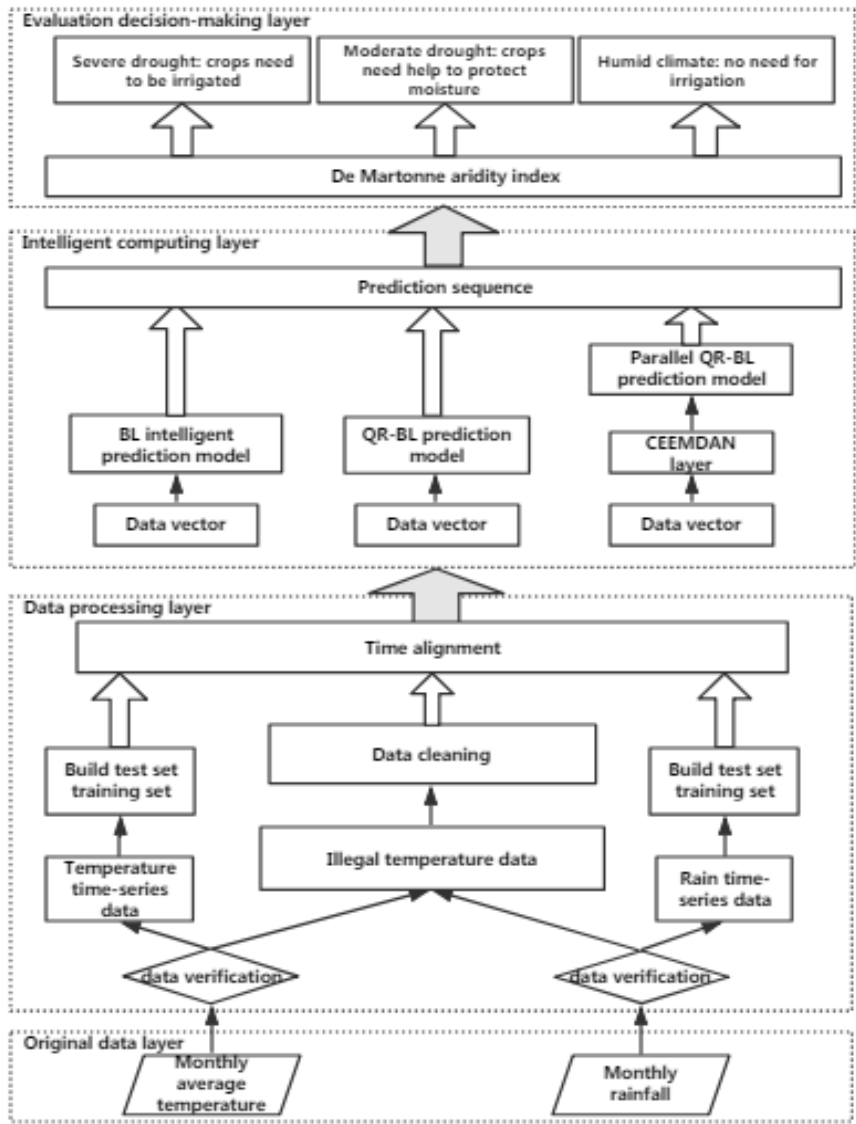 Evaluation decision-making layer
Severe drought: crops need
to be irrigated
Moderate drought: crops
need help to protect
moisture
Humid climate: no need for
irrigation
De Martonne aridity index
Intelligent computing layer
Prediction sequence
Parallel QR-BL
prediction model
BL intelligent
prediction model
QR-BL prediction
model
CEEMDAN
layer
Data vector
Data vector
Data vector
Data processing layer
Time alignment
Build test set
training set
Data cleaning
Build test set
training set
Temperature
time-series
data
Illegal temperature data
Rain time-
series data
data verification
data verification
Original data layer
Monthly
average
temperature
Monthly
rainfall